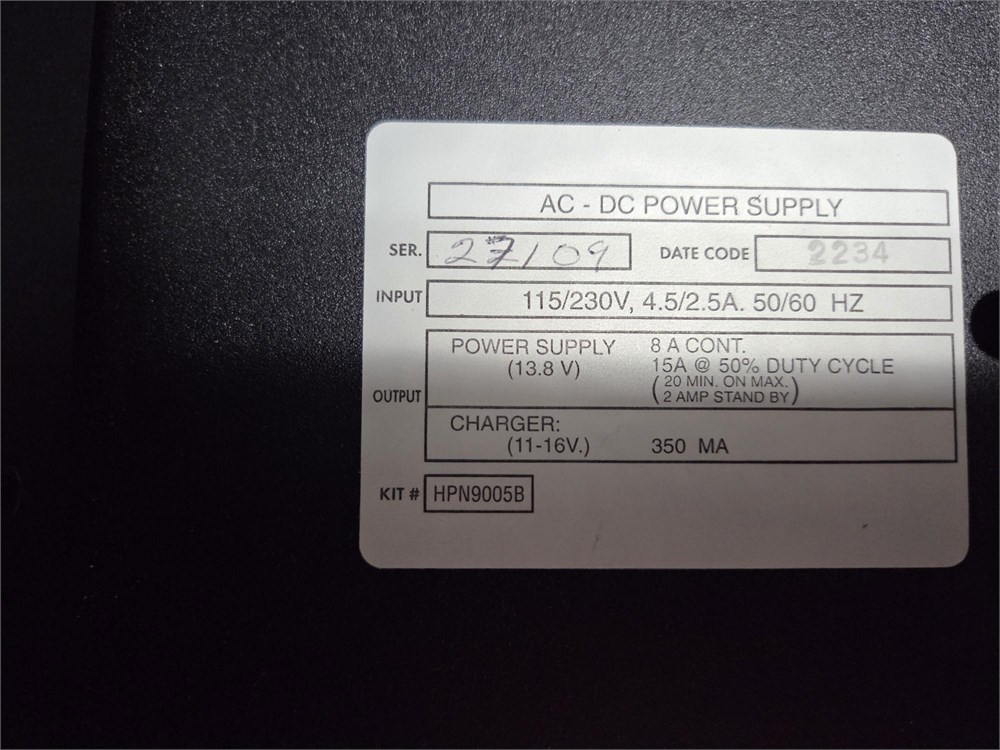 AC - DC POWER SUPPLY
SER. 27109 DATE CODE 2234
INPUT 115/230V, 4.5/2.5A. 50/60 HZ
OUTPUT
POWER SUPPLY 8 A CONT.
(13.8 V) 15A @ 50% DUTY CYCLE
(20 MIN. ON MAX.
2 AMP STAND BY)
CHARGER:
(11-16V.) 350 MA
KIT # HPN9005B